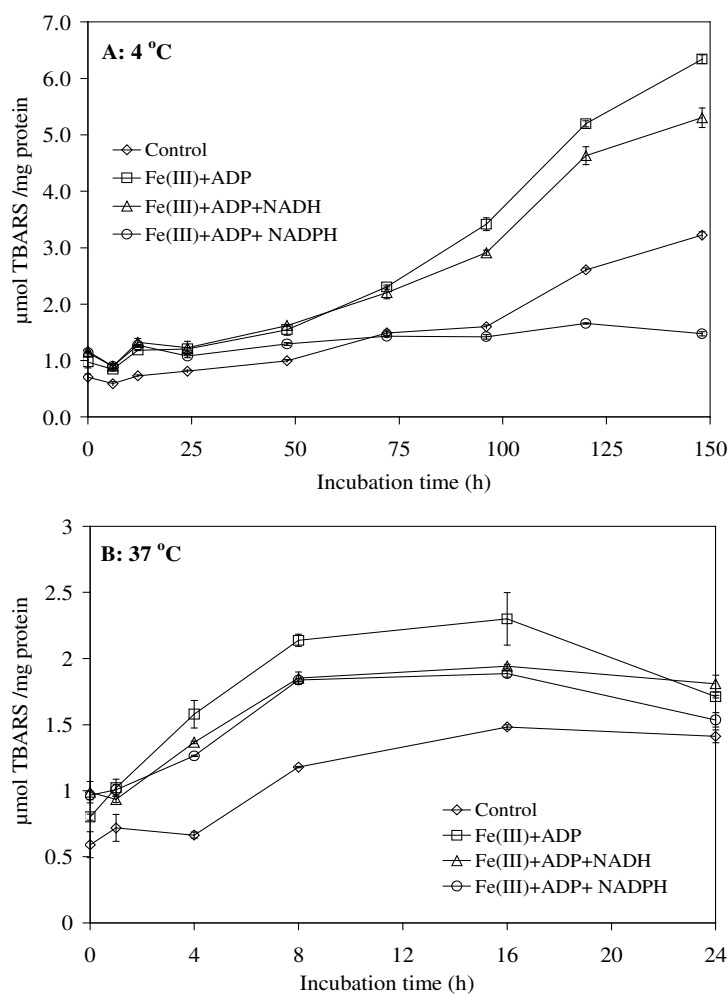 7.0
A: 4 °C
6.0
5.0
4.0
3.0
2.0
1.0
0.0
µmol TBARS /mg protein
Control
Fe(III)+ADP
Fe(III)+ADP+NADH
Fe(III)+ADP+ NADPH
0 25 50 75 100 125 150
Incubation time (h)
3
B: 37 °C
2.5
2
1.5
1
0.5
0
µmol TBARS /mg protein
Control
Fe(III)+ADP
Fe(III)+ADP+NADH
Fe(III)+ADP+ NADPH
0 4 8 12 16 20 24
Incubation time (h)